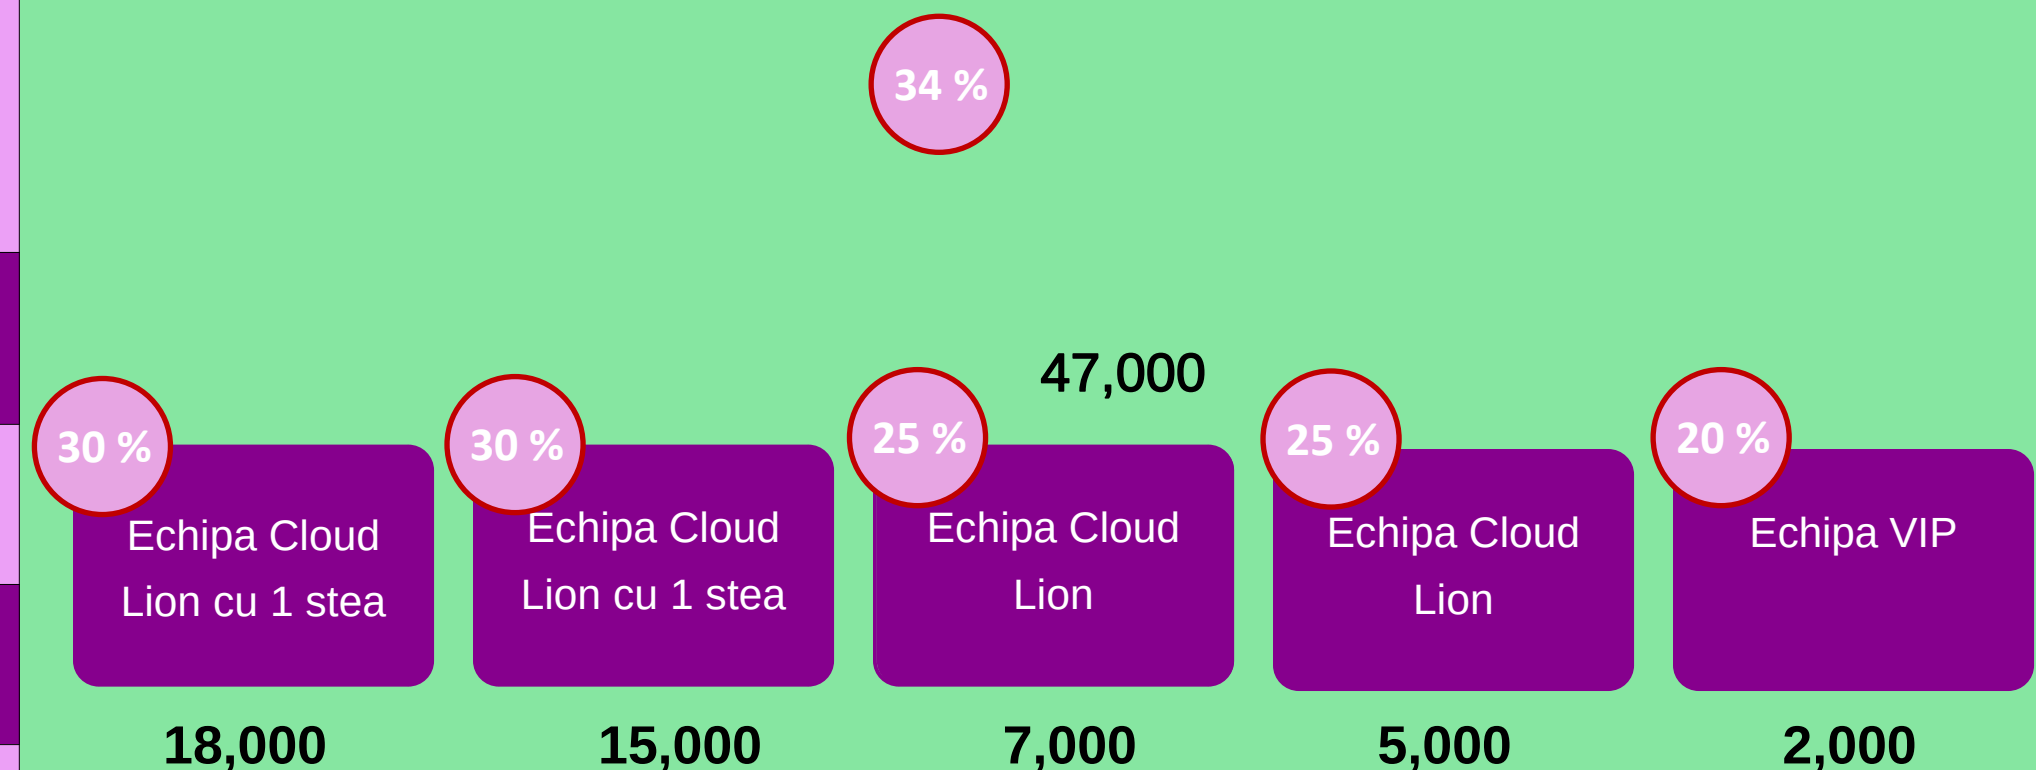 34 %
47,000
30 %
30 %
25 %
25 %
20 %
Echipa Cloud
Lion cu 1 stea
Echipa Cloud
Lion cu 1 stea
Echipa Cloud
Lion
Echipa Cloud
Lion
Echipa VIP
18,000
15,000
7,000
5,000
2,000